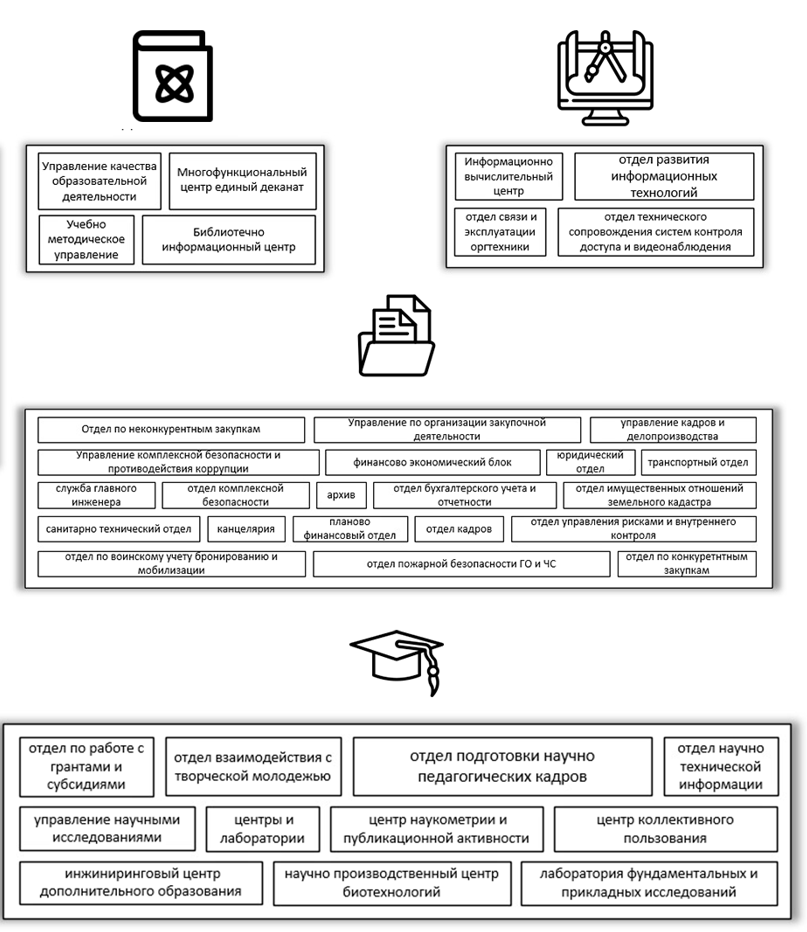 Управление качества
образовательной
деятельности
Многофункциональный
центр единый деканат
Учебно
методическое
управление
Библиотечно
информационный центр
Информационно
вычислительный
центр
отдел развития
информационных
технологий
отдел связи и
эксплуатации
оргтехники
отдел технического
сопровождения систем контроля
доступа и видеонаблюдения
Отдел по неконкурентным закупкам
Управление по организации закупочной
деятельности
управление кадров и
делопроизводства
Управление комплексной безопасности и
противодействия коррупции
финансово экономический блок
юридический
отдел
транспортный отдел
служба главного
инженера
отдел комплексной
безопасности
архив
отдел бухгалтерского учета и
отчетности
отдел имущественных отношений
земельного кадастра
санитарно технический отдел
канцелярия
планово
финансовый отдел
отдел кадров
отдел управления рисками и внутреннего
контроля
отдел по воинскому учету бронированию и
мобилизации
отдел пожарной безопасности ГО и ЧС
отдел по конкуретнтным
закупкам
отдел по работе с
грантами и
субсидиями
отдел взаимодействия с
творческой молодежью
отдел подготовки научно
педагогических кадров
отдел научно
технической
информации
управление научными
исследованиями
центры и
лаборатории
центр наукометрии и
публикационной активности
центр коллективного
пользования
инжиниринговый центр
дополнительного образования
научно производственный центр
биотехнологий
лаборатория фундаментальных и
прикладных исследований